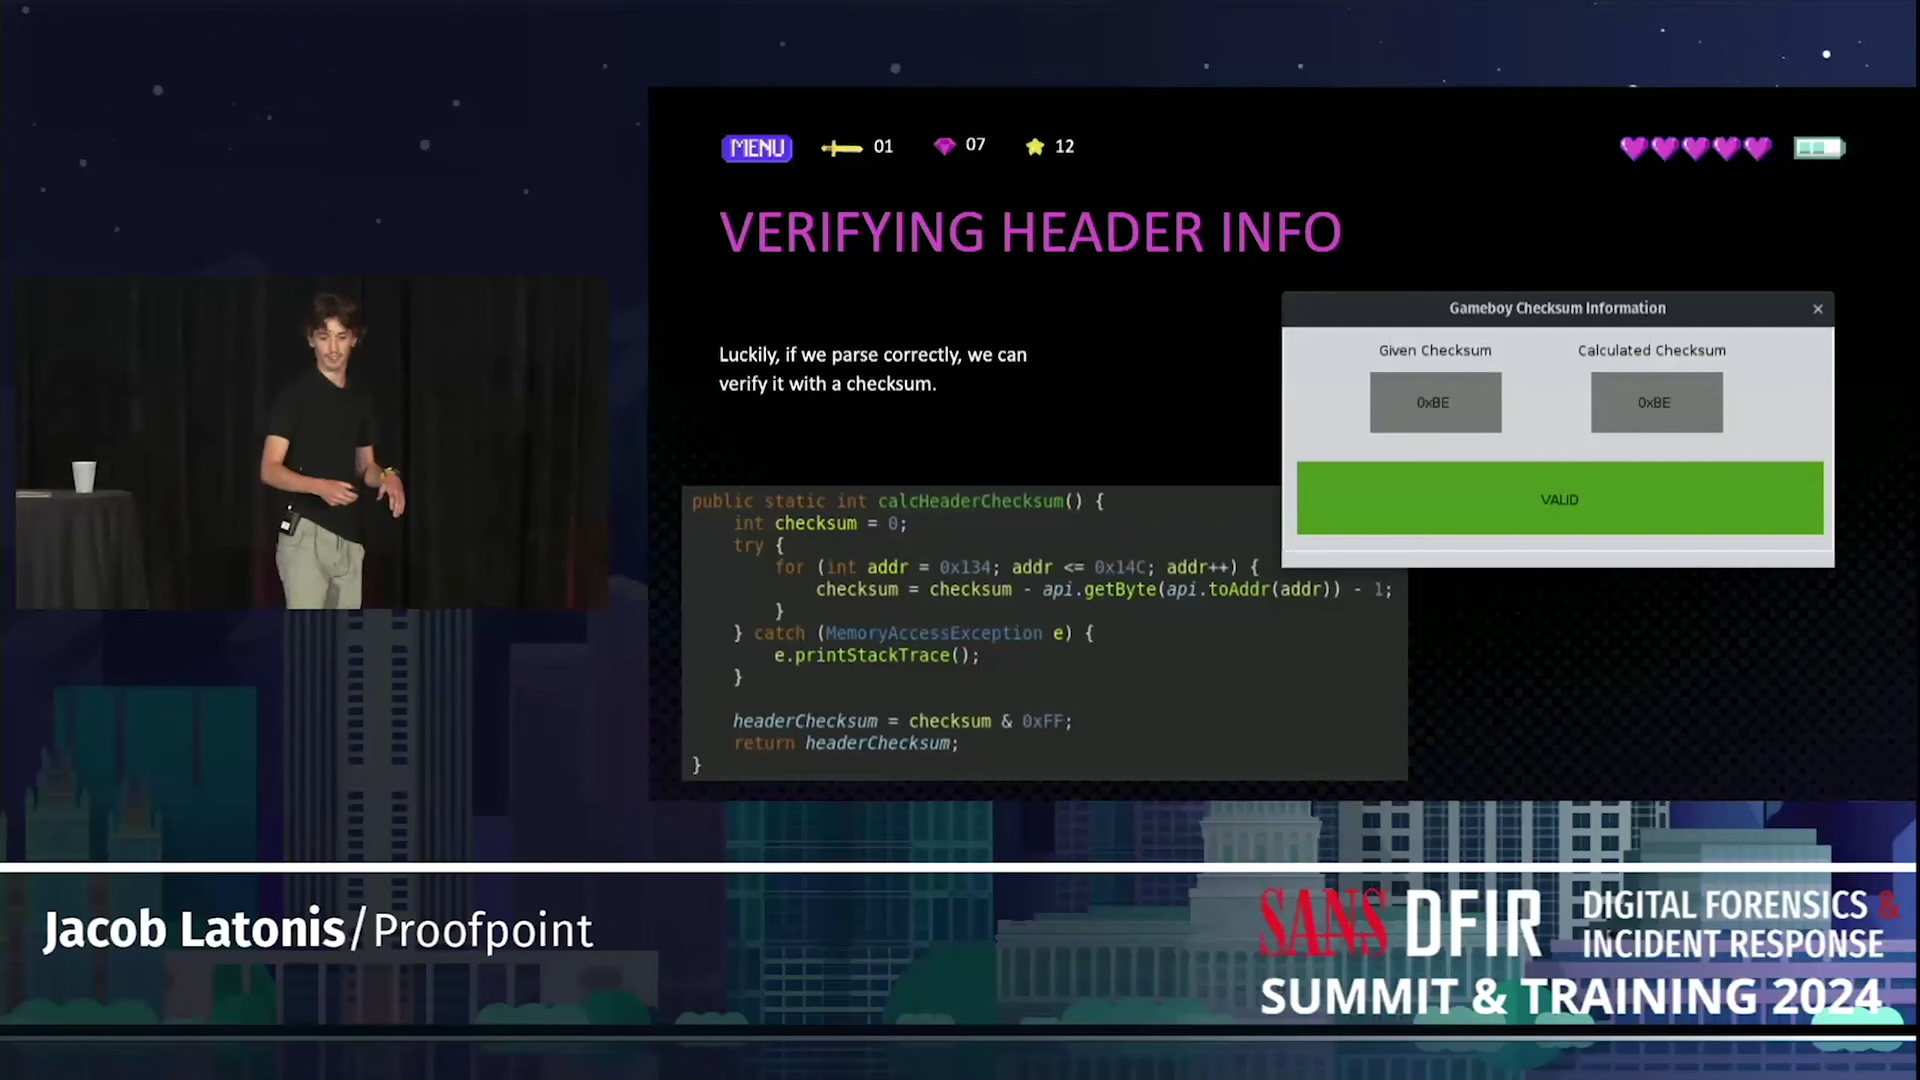 MENU 01 07 12
VERIFYING HEADER INFO
Luckily, if we parse correctly, we can
verify it with a checksum.
Gameboy Checksum Information
Given Checksum Calculated Checksum
0xBE 0xBE
VALID
public static int calcHeaderChecksum() {
int checksum = 0;
try {
for (int addr = 0x134; addr <= 0x14C; addr++) {
checksum = checksum - api.getByte(api.toAddr(addr)) - 1;
}
} catch (MemoryAccessException e) {
e.printStackTrace();
}
headerChecksum = checksum & 0xFF;
return headerChecksum;
}
Jacob Latonis/Proofpoint
SANS DFIR DIGITAL FORENSICS &
INCIDENT RESPONSE
SUMMIT & TRAINING 2024